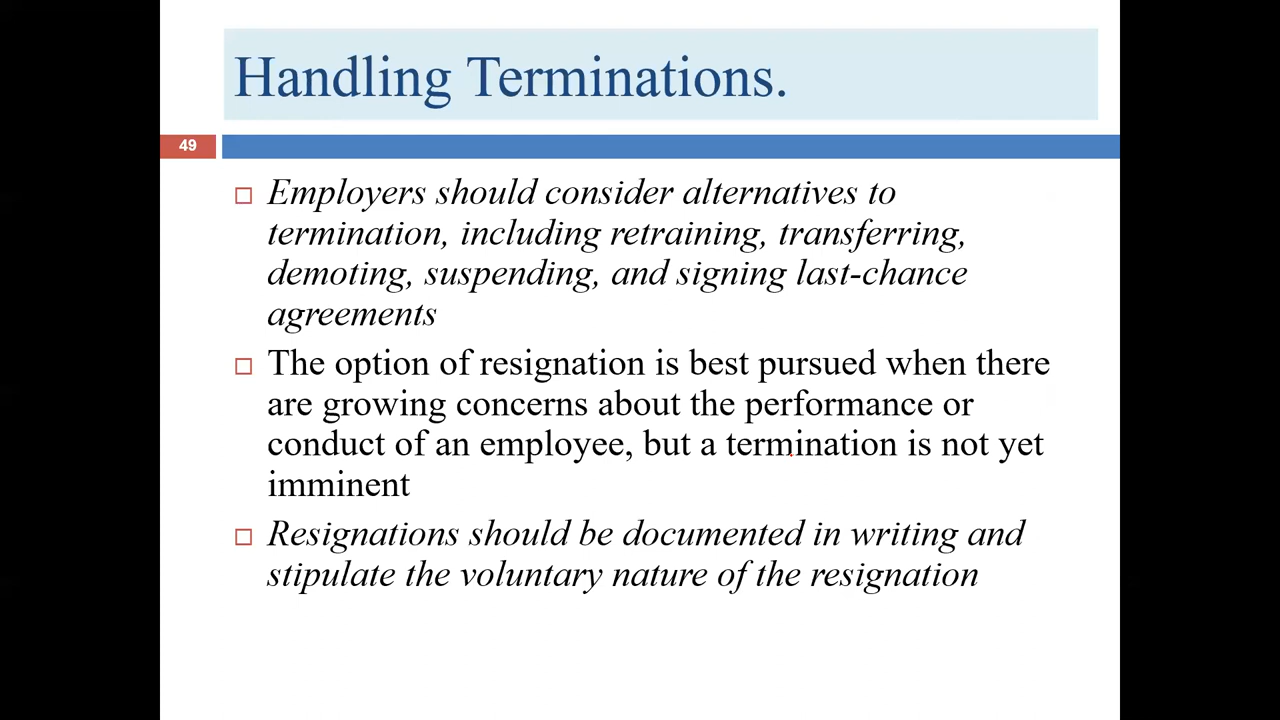 Handling Terminations.
49
Employers should consider alternatives to
termination, including retraining, transferring,
demoting, suspending, and signing last-chance
agreements
The option of resignation is best pursued when there
are growing concerns about the performance or
conduct of an employee, but a termination is not yet
imminent
Resignations should be documented in writing and
stipulate the voluntary nature of the resignation